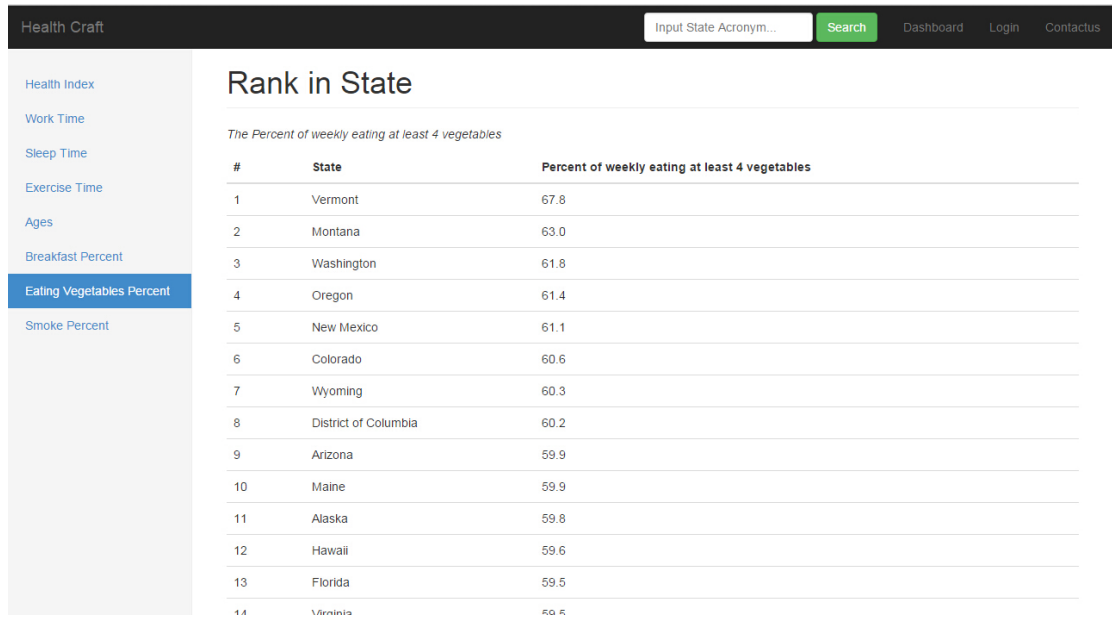 Health Craft
Input State Acronym... Search Dashboard Login Contactus
Health Index
Work Time
Sleep Time
Exercise Time
Ages
Breakfast Percent
Eating Vegetables Percent
Smoke Percent
Rank in State
The Percent of weekly eating at least 4 vegetables
# State Percent of weekly eating at least 4 vegetables
1 Vermont 67.8
2 Montana 63.0
3 Washington 61.8
4 Oregon 61.4
5 New Mexico 61.1
6 Colorado 60.6
7 Wyoming 60.3
8 District of Columbia 60.2
9 Arizona 59.9
10 Maine 59.9
11 Alaska 59.8
12 Hawaii 59.6
13 Florida 59.5
14 Virginia 59.5